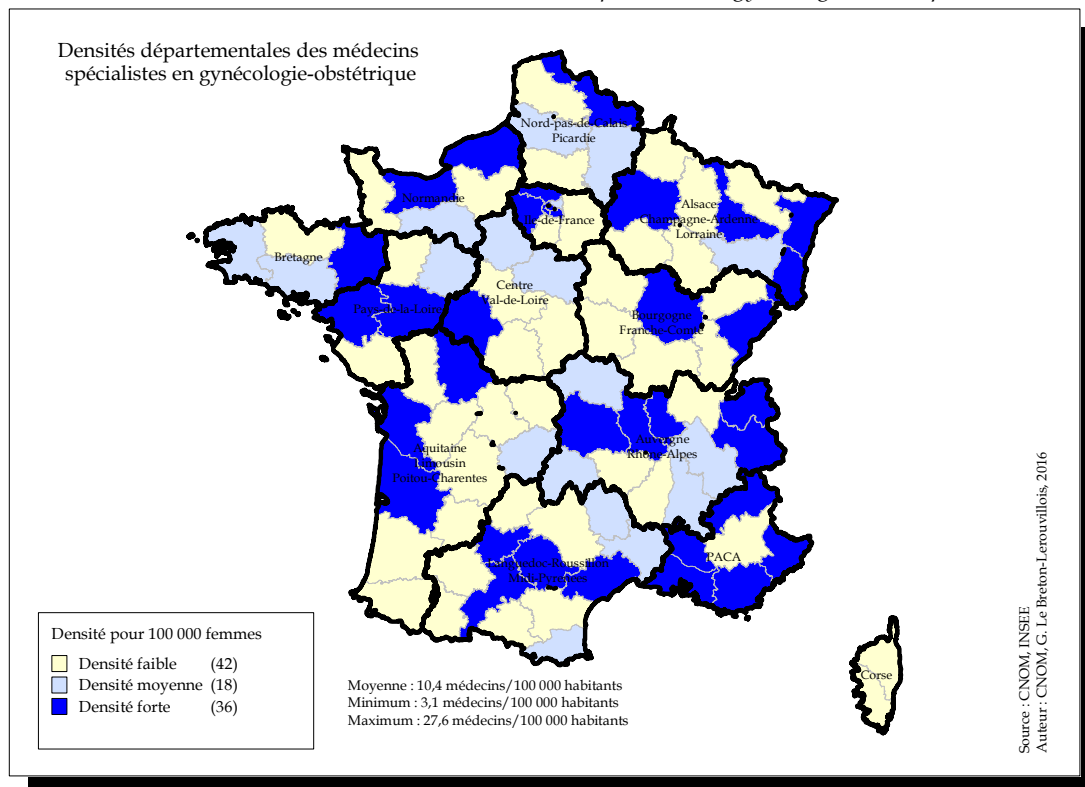 Densités départementales des médecins
spécialistes en gynécologie-obstétrique
Nord-pas-de-Calais
Picardie
Normandie
Ile-de-France
Alsace
Champagne-Ardenne
Lorraine
Bretagne
Centre
Val-de-Loire
Pays-de-la-Loire
Bourgogne
Franche-Comté
Auvergne
Rhône-Alpes
Aquitaine
Limousin
Poitou-Charentes
PACA
Languedoc-Roussillon
Midi-Pyrénées
Corse
Densité pour 100 000 femmes
Densité faible (42)
Densité moyenne (18)
Densité forte (36)
Moyenne : 10,4 médecins/100 000 habitants
Minimum : 3,1 médecins/100 000 habitants
Maximum : 27,6 médecins/100 000 habitants
Source : CNOM, INSEE
Auteur : CNOM, G. Le Breton-Lerouvillois, 2016